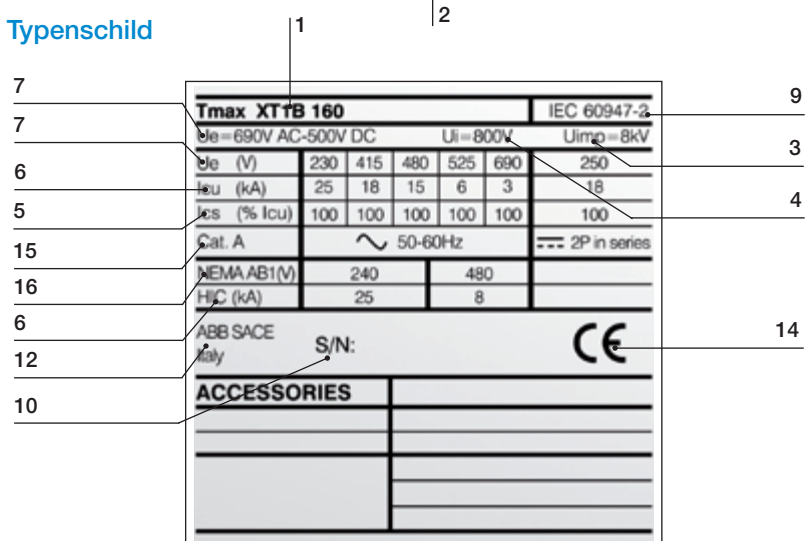 Typenschild
1
2
7
7
6
5
15
16
6
12
10
9
3
4
14
Tmax XT1B 160 IEC 60947-2
Ue=690V AC-500V DC Ui=800V Uimp=8kV
Ue (V) 230 415 480 525 690 250
Icu (kA) 25 18 15 6 3 18
Ics (% Icu) 100 100 100 100 100 100
Cat. A 50-60Hz 2P in series
NEMA AB1(V) 240 480
HIC (kA) 25 8
ABB SACE
Italy
S/N:
CE
ACCESSORIES